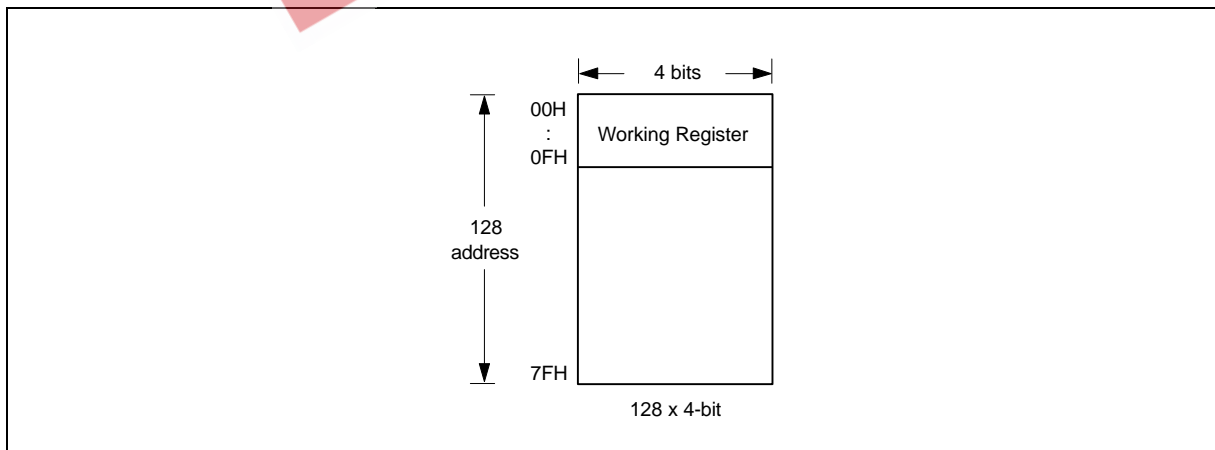 4 bits
00H
:
0FH
Working Register
128
address
7FH
128 x 4-bit